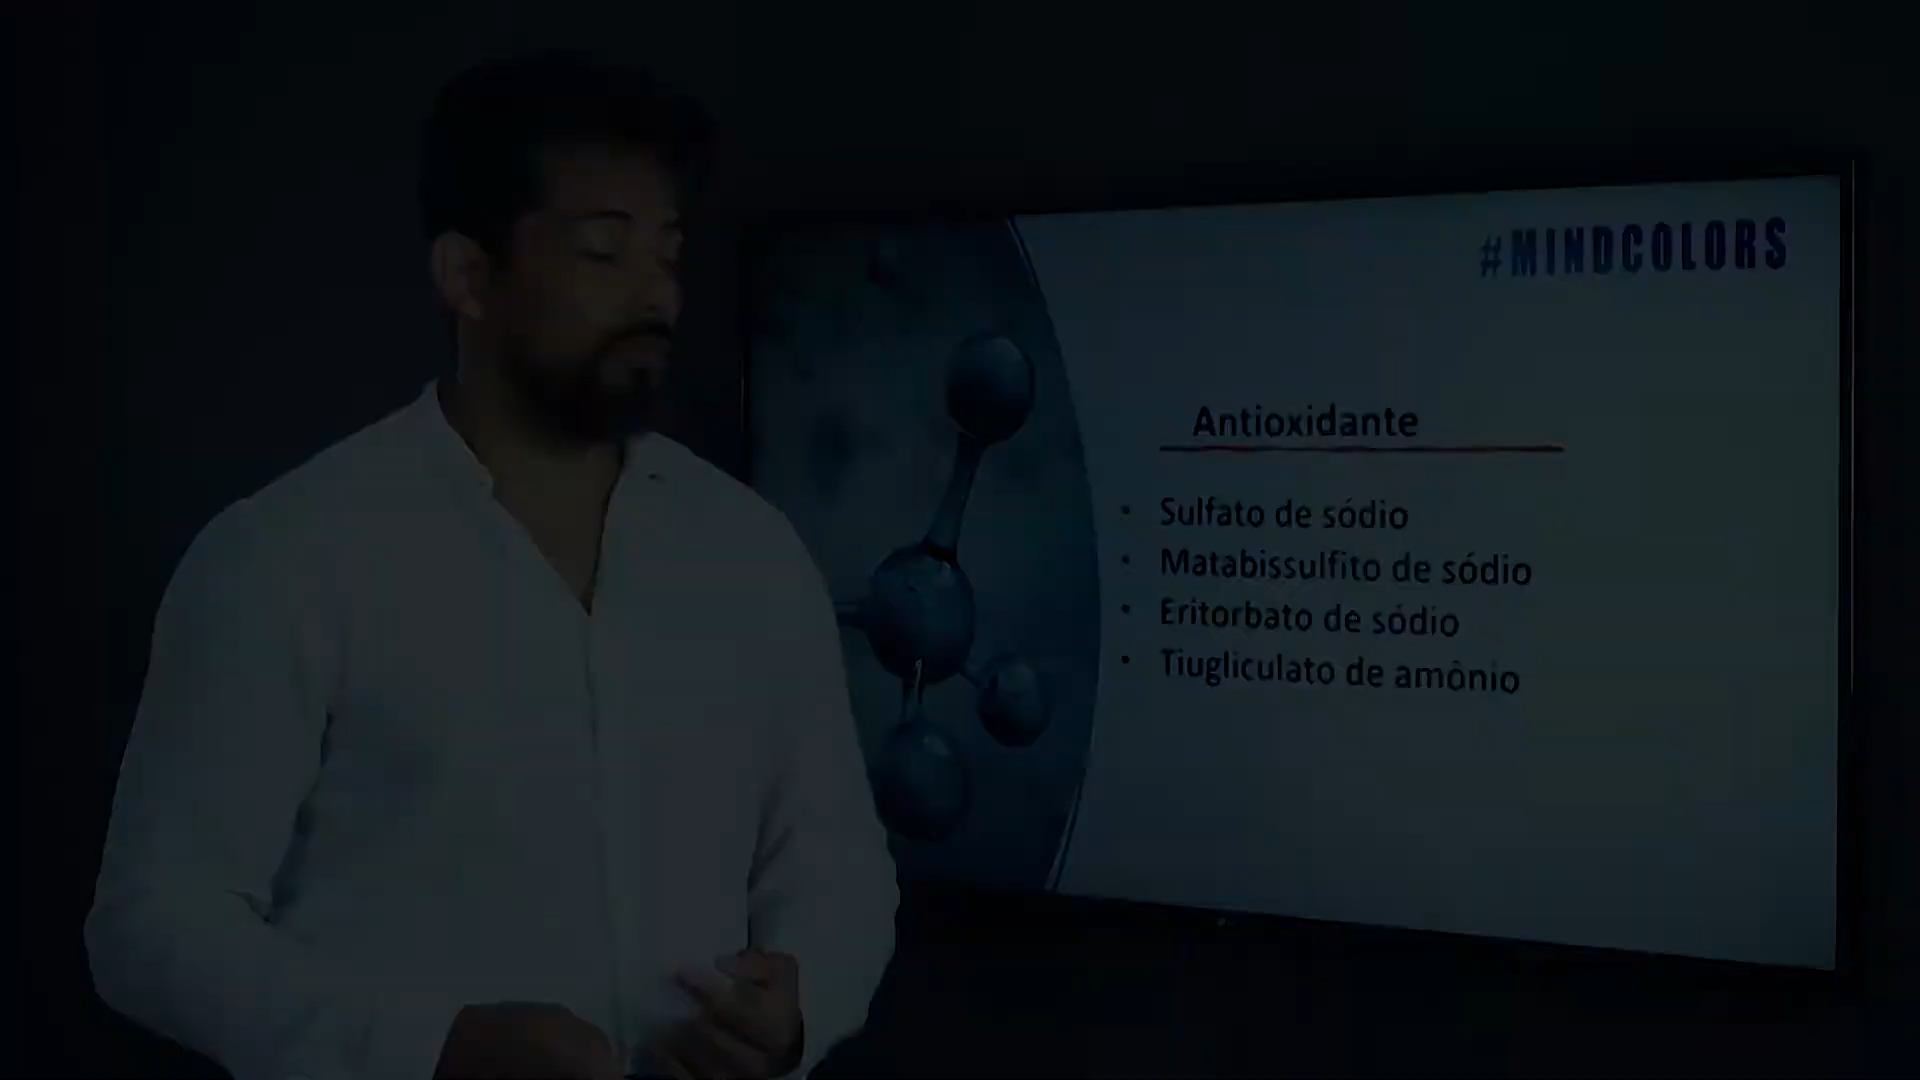 #MINDCOLORS
Antioxidante
• Sulfato de sódio
• Matabissulfito de sódio
• Eritorbato de sódio
• Tiugliculato de amônio